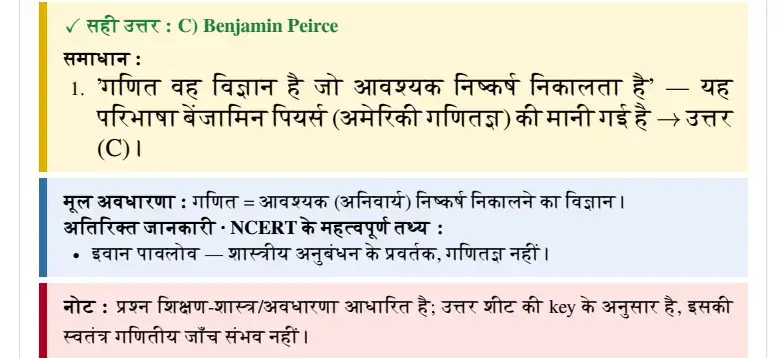 ✓ सही उत्तर : C) Benjamin Peirce
समाधान :
1. 'गणित वह विज्ञान है जो आवश्यक निष्कर्ष निकालता है' — यह
परिभाषा बेंजामिन पियर्स (अमेरिकी गणितज्ञ) की मानी गई है → उत्तर
(C)।
मूल अवधारणा : गणित = आवश्यक (अनिवार्य) निष्कर्ष निकालने का विज्ञान।
अतिरिक्त जानकारी · NCERT के महत्वपूर्ण तथ्य :
• इवान पावलोव — शास्त्रीय अनुबंधन के प्रवर्तक, गणितज्ञ नहीं।
नोट : प्रश्न शिक्षण-शास्त्र/अवधारणा आधारित है; उत्तर शीट की key के अनुसार है, इसकी
स्वतंत्र गणितीय जाँच संभव नहीं।